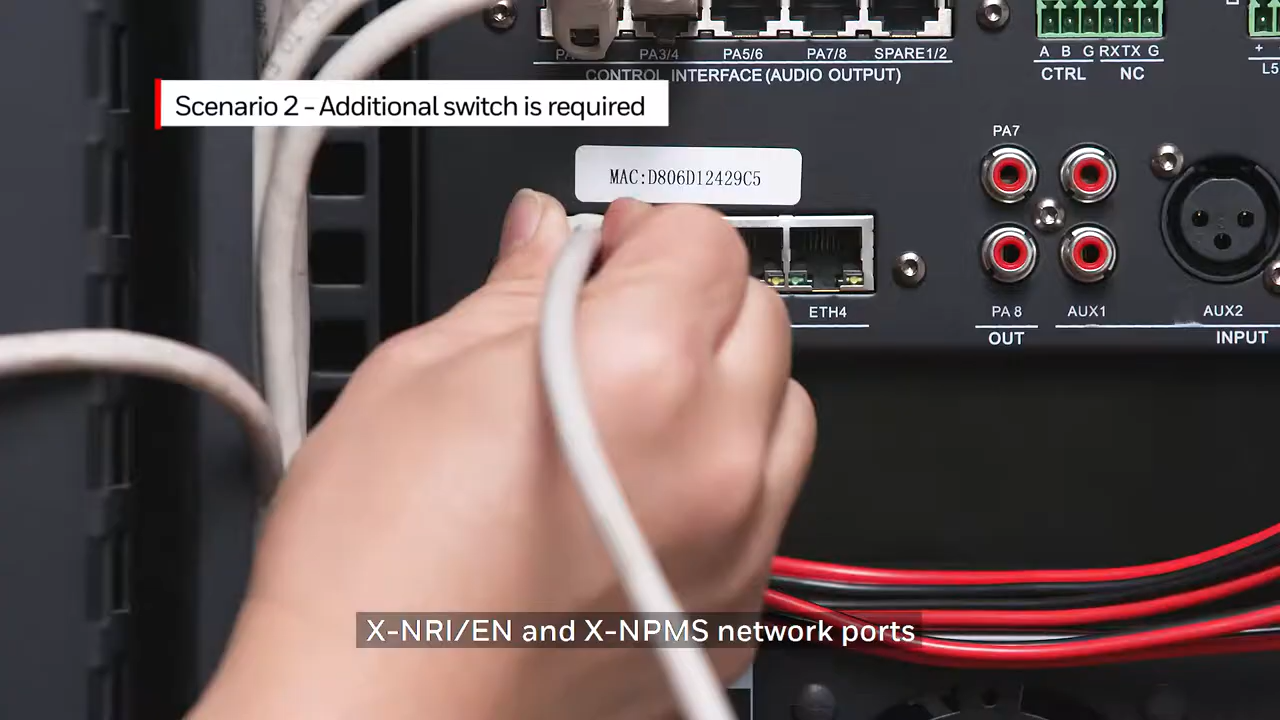 PA3/4 PA5/6 PA7/8 SPARE1/2
CONTROL INTERFACE (AUDIO OUTPUT)
A B G RXTX G
CTRL NC
+
L5
Scenario 2 - Additional switch is required
PA7
MAC:D806D12429C5
ETH4
PA 8 AUX1 AUX2
OUT INPUT
X-NRI/EN and X-NPMS network ports